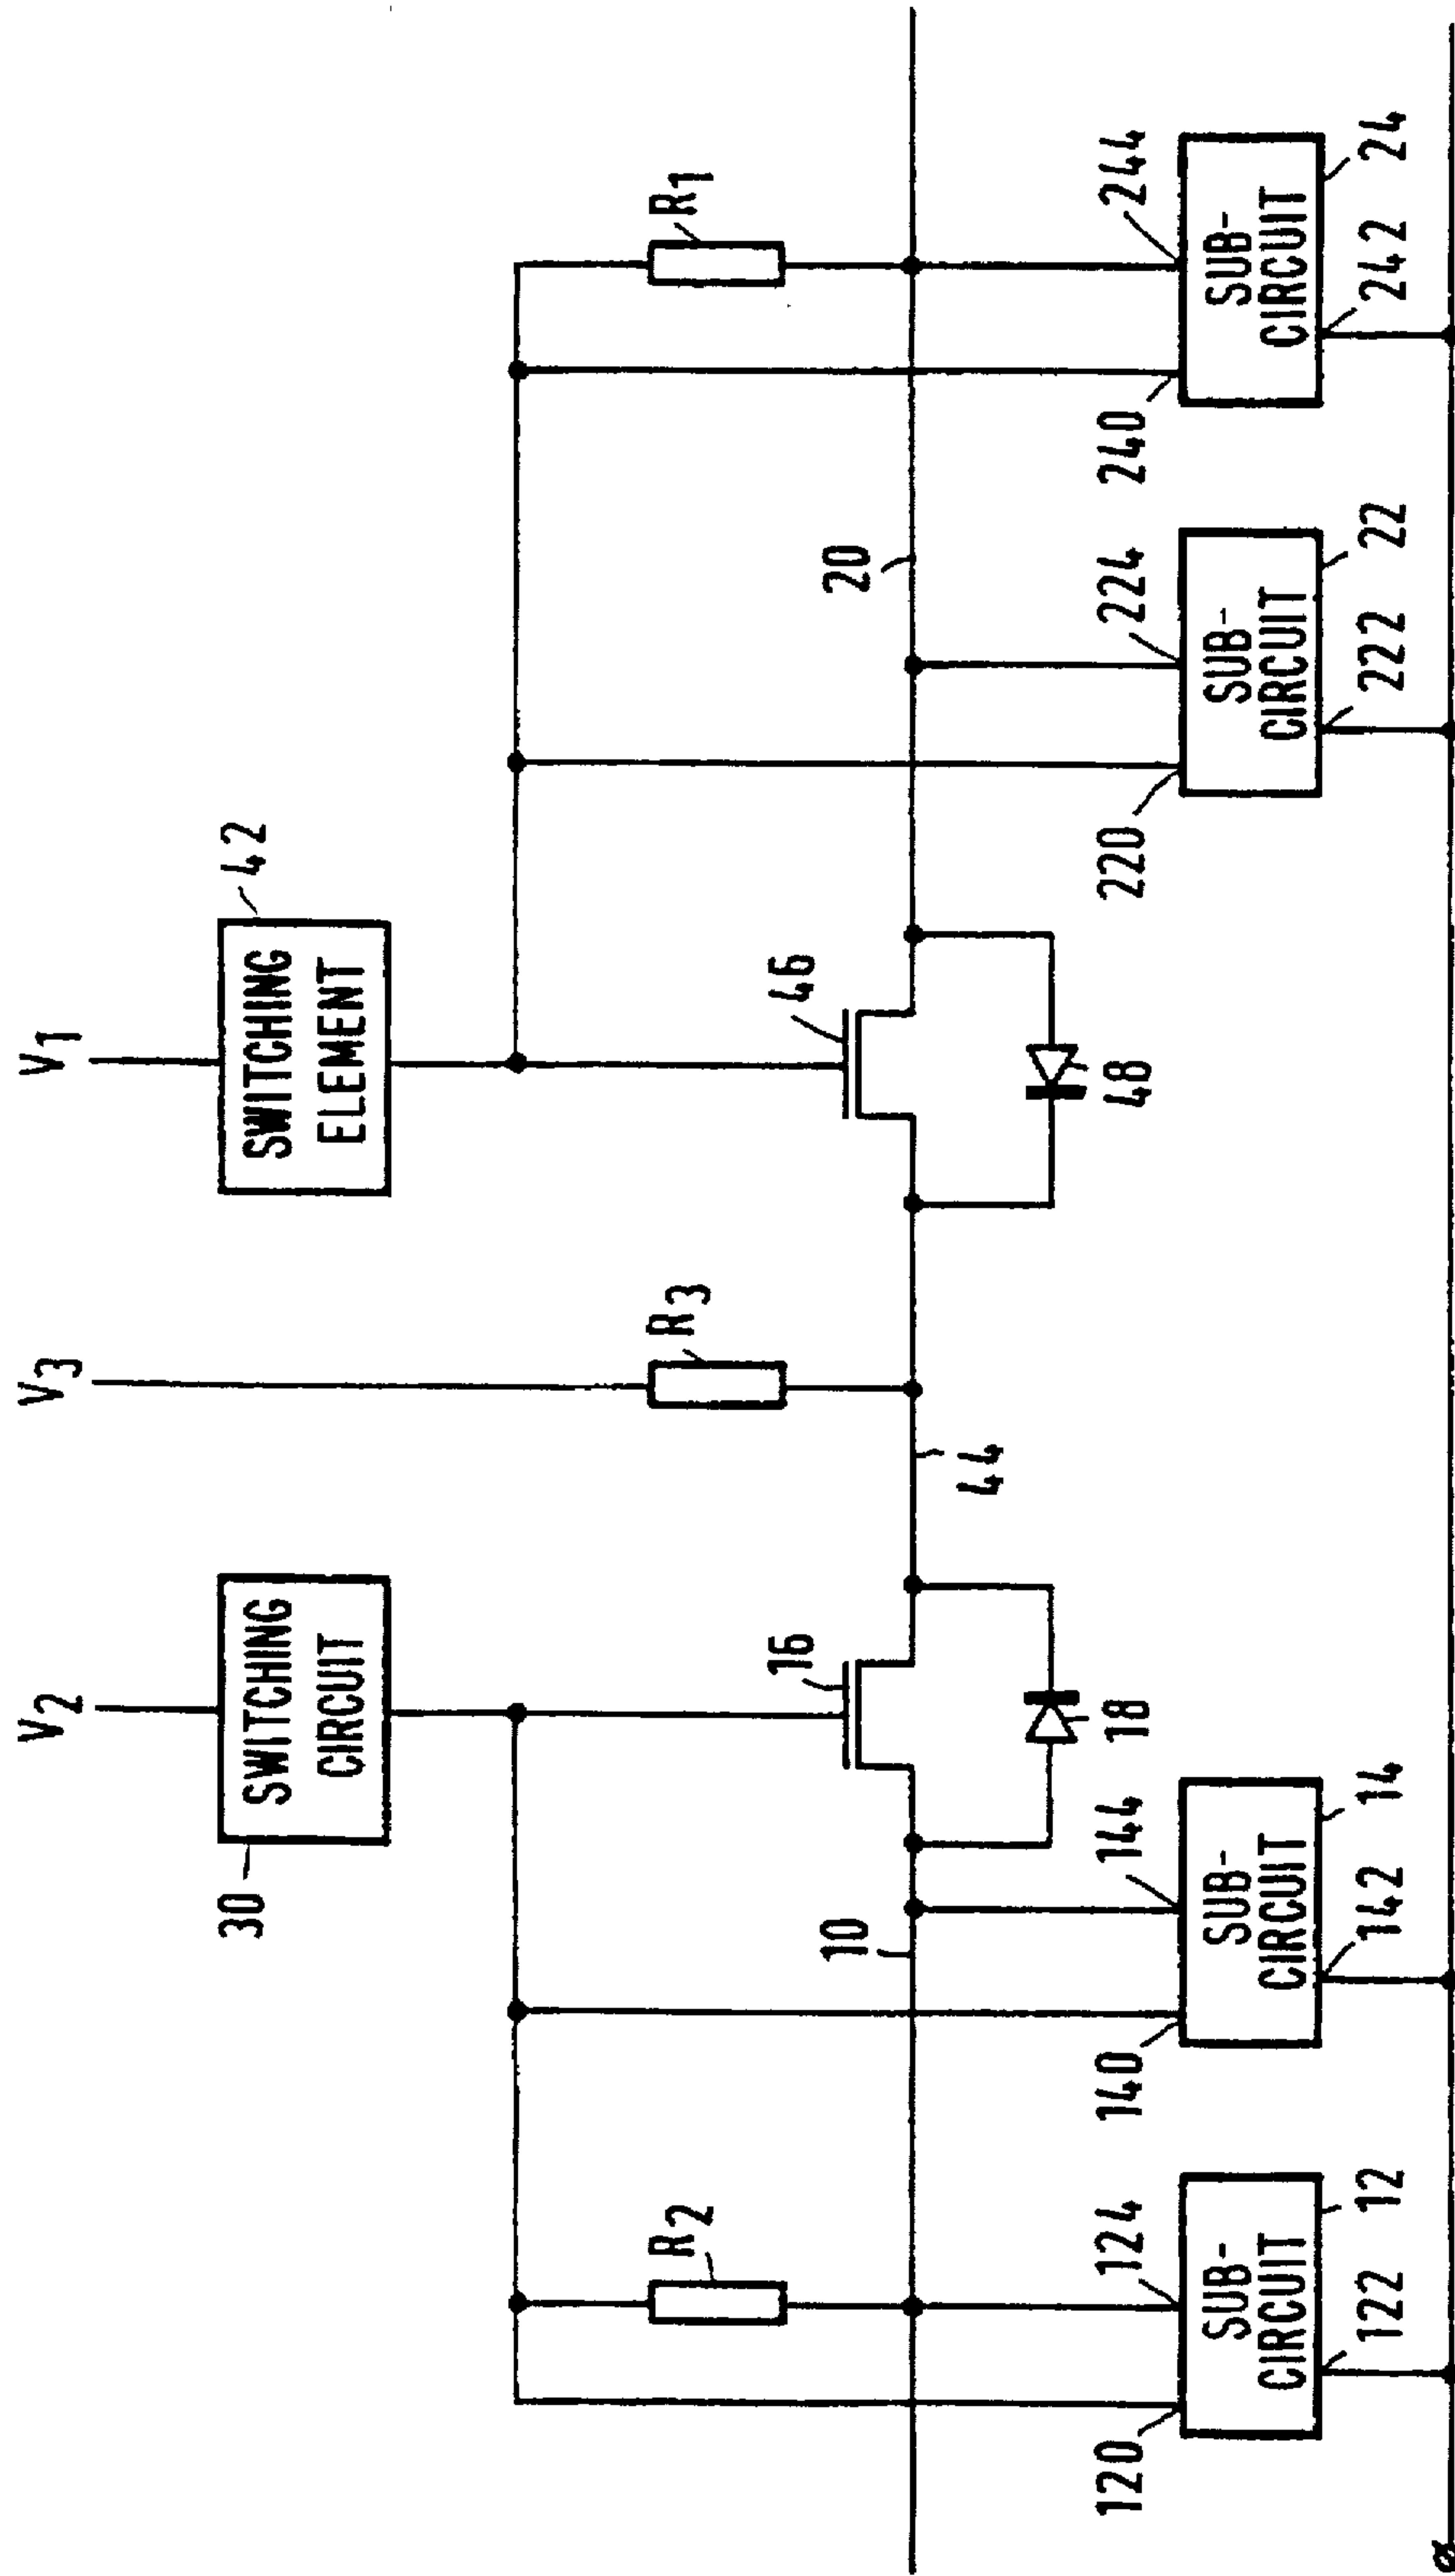 V2
V3
V1
SWITCHING
CIRCUIT
30
SWITCHING
ELEMENT
42
R2
R3
R1
16
46
10
44
20
18
48
120
124
140
144
220
224
240
244
SUB-
CIRCUIT
SUB-
CIRCUIT
SUB-
CIRCUIT
SUB-
CIRCUIT
122
12
142
14
222
22
242
24